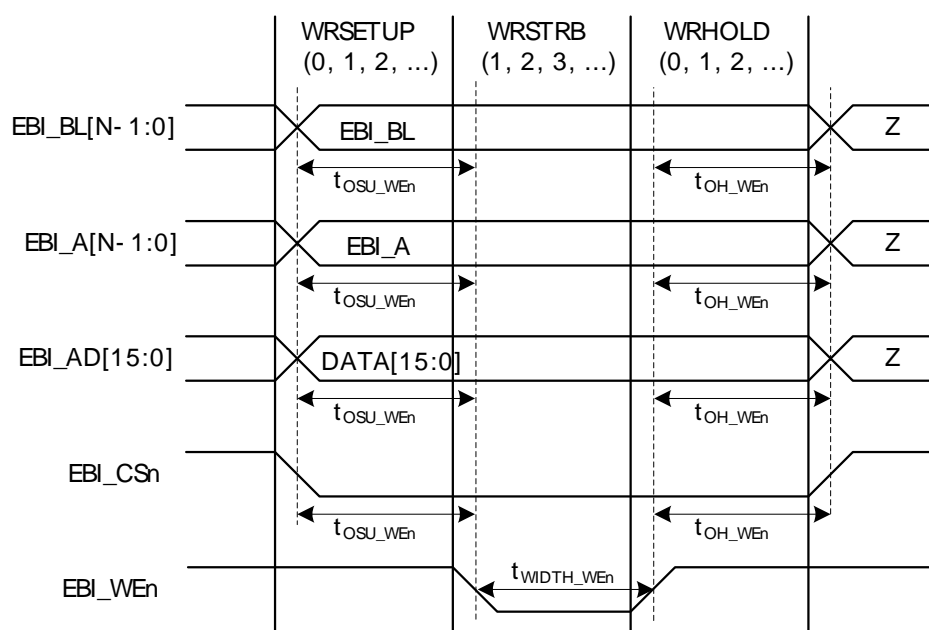 WRSETUP WRSTRB WRHOLD
(0, 1, 2, ...) (1, 2, 3, ...) (0, 1, 2, ...)
EBI_BL[N-1:0] EBI_BL Z
tOSU_WEn tOH_WEn
EBI_A[N-1:0] EBI_A Z
tOSU_WEn tOH_WEn
EBI_AD[15:0] DATA[15:0] Z
tOSU_WEn tOH_WEn
EBI_CSn
tOSU_WEn tOH_WEn
EBI_WEn tWIDTH_WEn